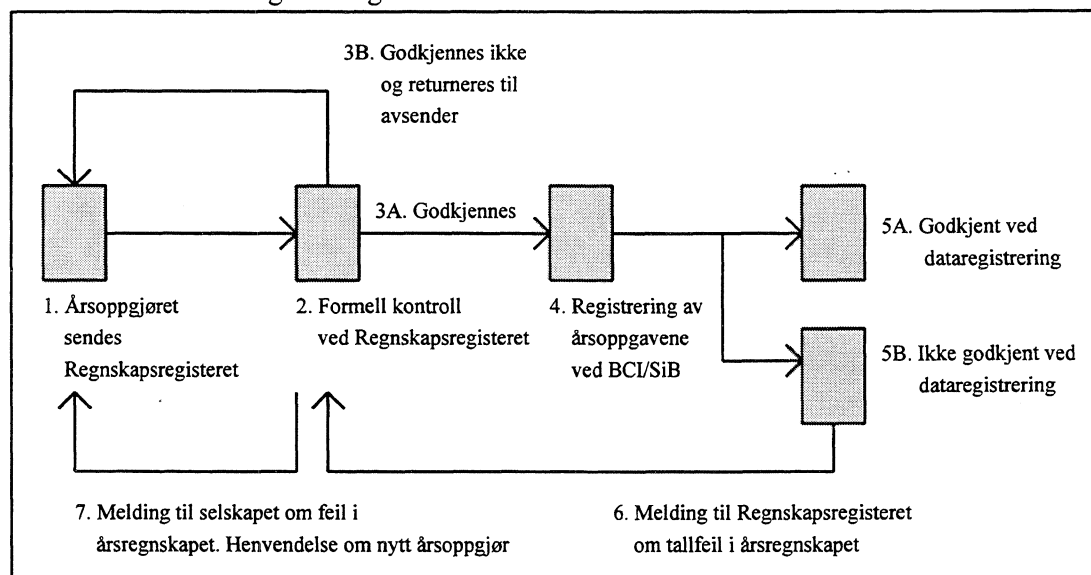 3B. Godkjennes ikke
og returneres til
avsender
3A. Godkjennes
1. Årsoppgjøret
sendes
Regnskapsregisteret
2. Formell kontroll
ved Regnskapsregisteret
4. Registrering av
årsoppgavene
ved BCI/SiB
5A. Godkjent ved
dataregistrering
5B. Ikke godkjent ved
dataregistrering
7. Melding til selskapet om feil i
årsregnskapet. Henvendelse om nytt årsoppgjør
6. Melding til Regnskapsregisteret
om tallfeil i årsregnskapet